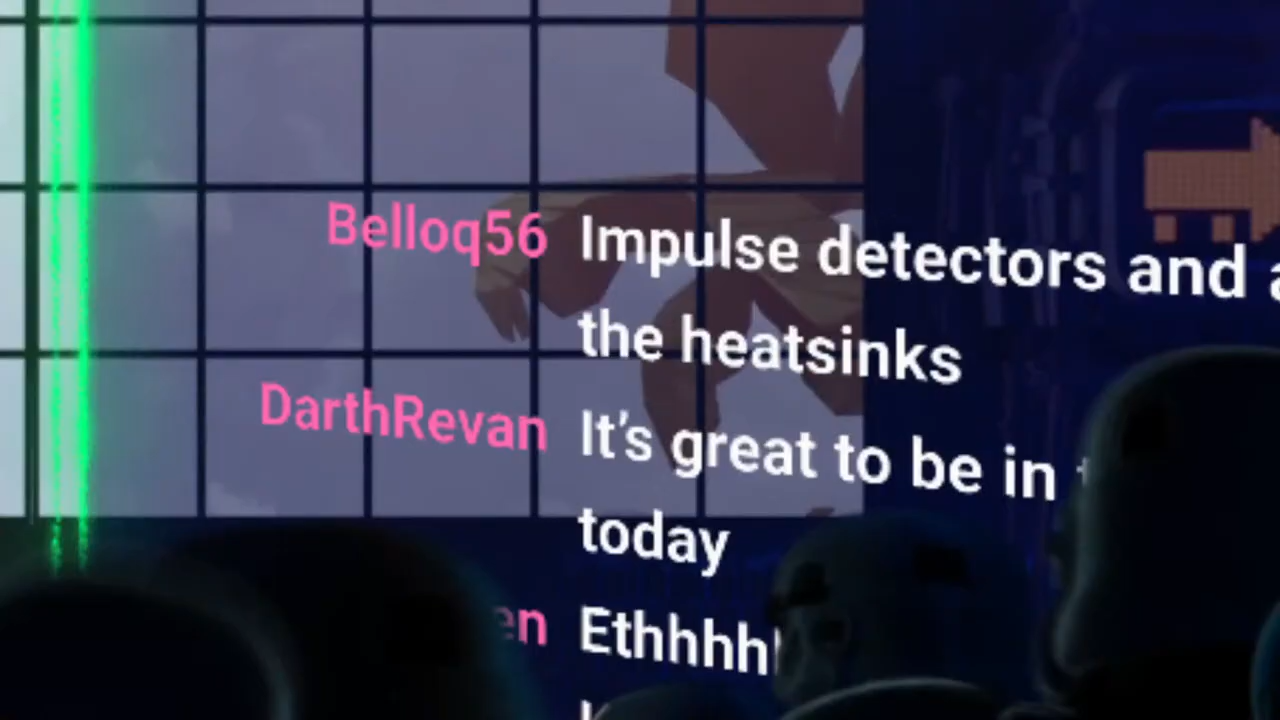 Belloq56 Impulse detectors and
the heatsinks
DarthRevan It's great to be in
today
Ethhhh